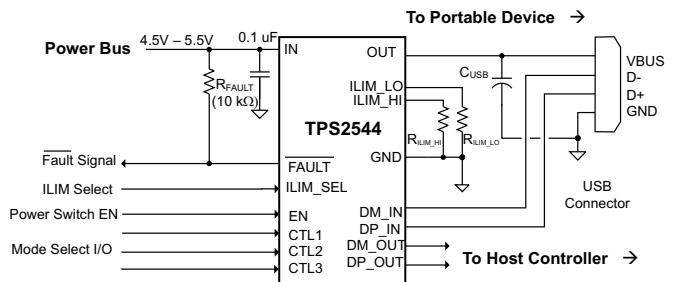 To Portable Device →
Power Bus 4.5V – 5.5V 0.1 uF
IN
OUT
RFAULT
(10 kΩ)
CUSB
VBUS
D-
D+
GND
ILIM_LO
ILIM_HI
TPS2544
RILIM_HI
RILIM_LO
Fault Signal
FAULT
GND
ILIM Select
ILIM_SEL
USB
Connector
Power Switch EN
EN
DM_IN
DP_IN
CTL1
Mode Select I/O
CTL2
CTL3
DM_OUT
DP_OUT
To Host Controller →